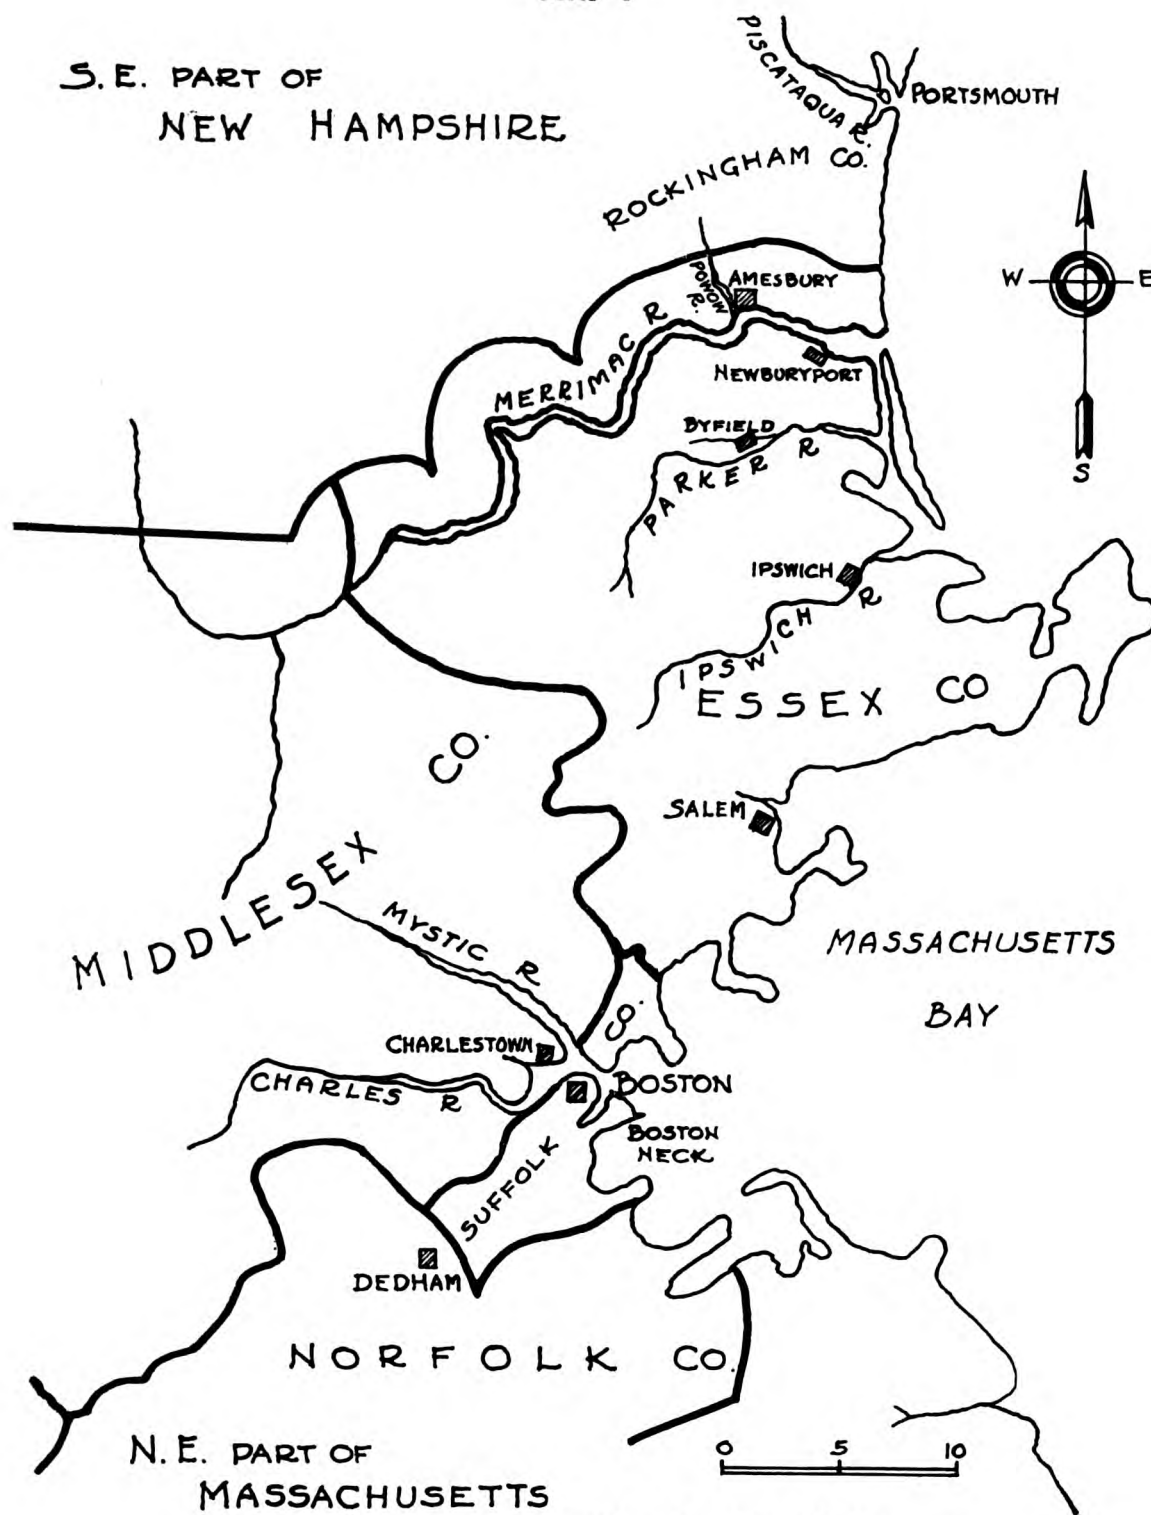 S.E. PART OF
NEW HAMPSHIRE
PISCATAQUA R.
PORTSMOUTH
ROCKINGHAM CO.
W E
S
POWOW R.
AMESBURY
MERRIMAC R
NEWBURYPORT
BYFIELD
PARKER R
IPSWICH
IPSWICH R
ESSEX CO
MIDDLESEX CO.
SALEM
MASSACHUSETTS
BAY
MYSTIC R
CO.
CHARLESTOWN
CHARLES R
BOSTON
BOSTON
NECK
SUFFOLK
DEDHAM
NORFOLK CO.
N.E. PART OF
MASSACHUSETTS
0 5 10